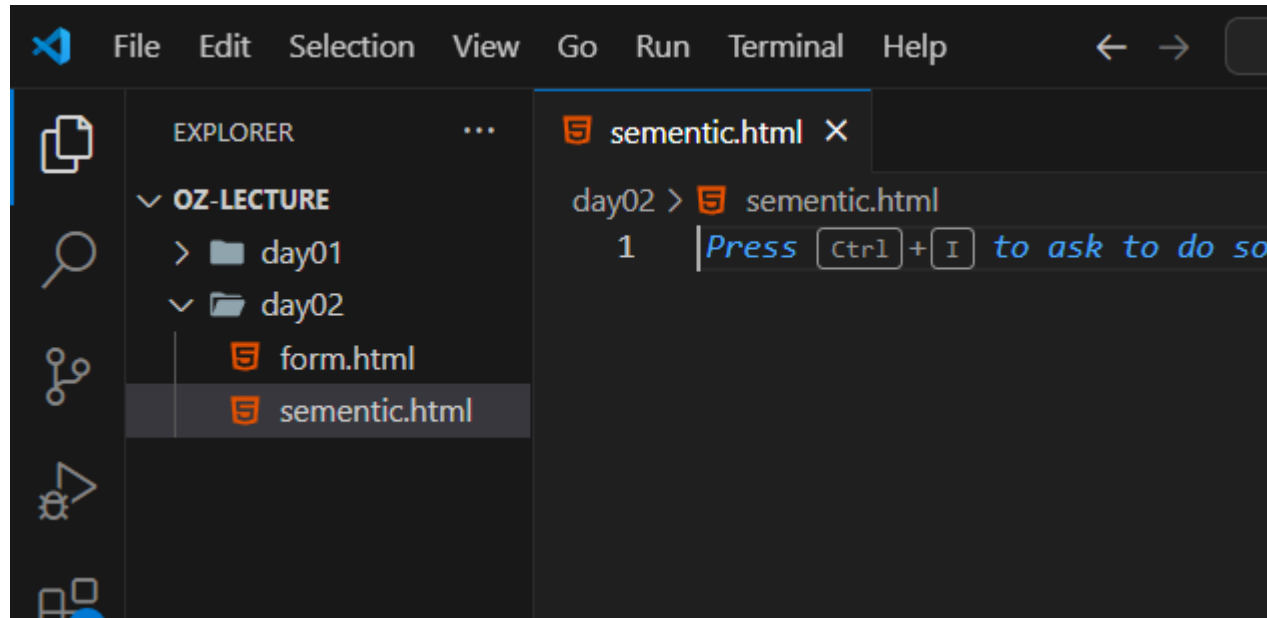 File Edit Selection View Go Run Terminal Help
EXPLORER ...
sementic.html
OZ-LECTURE
day02 > sementic.html
day01
1 Press Ctrl+I to ask to do so
day02
form.html
sementic.html